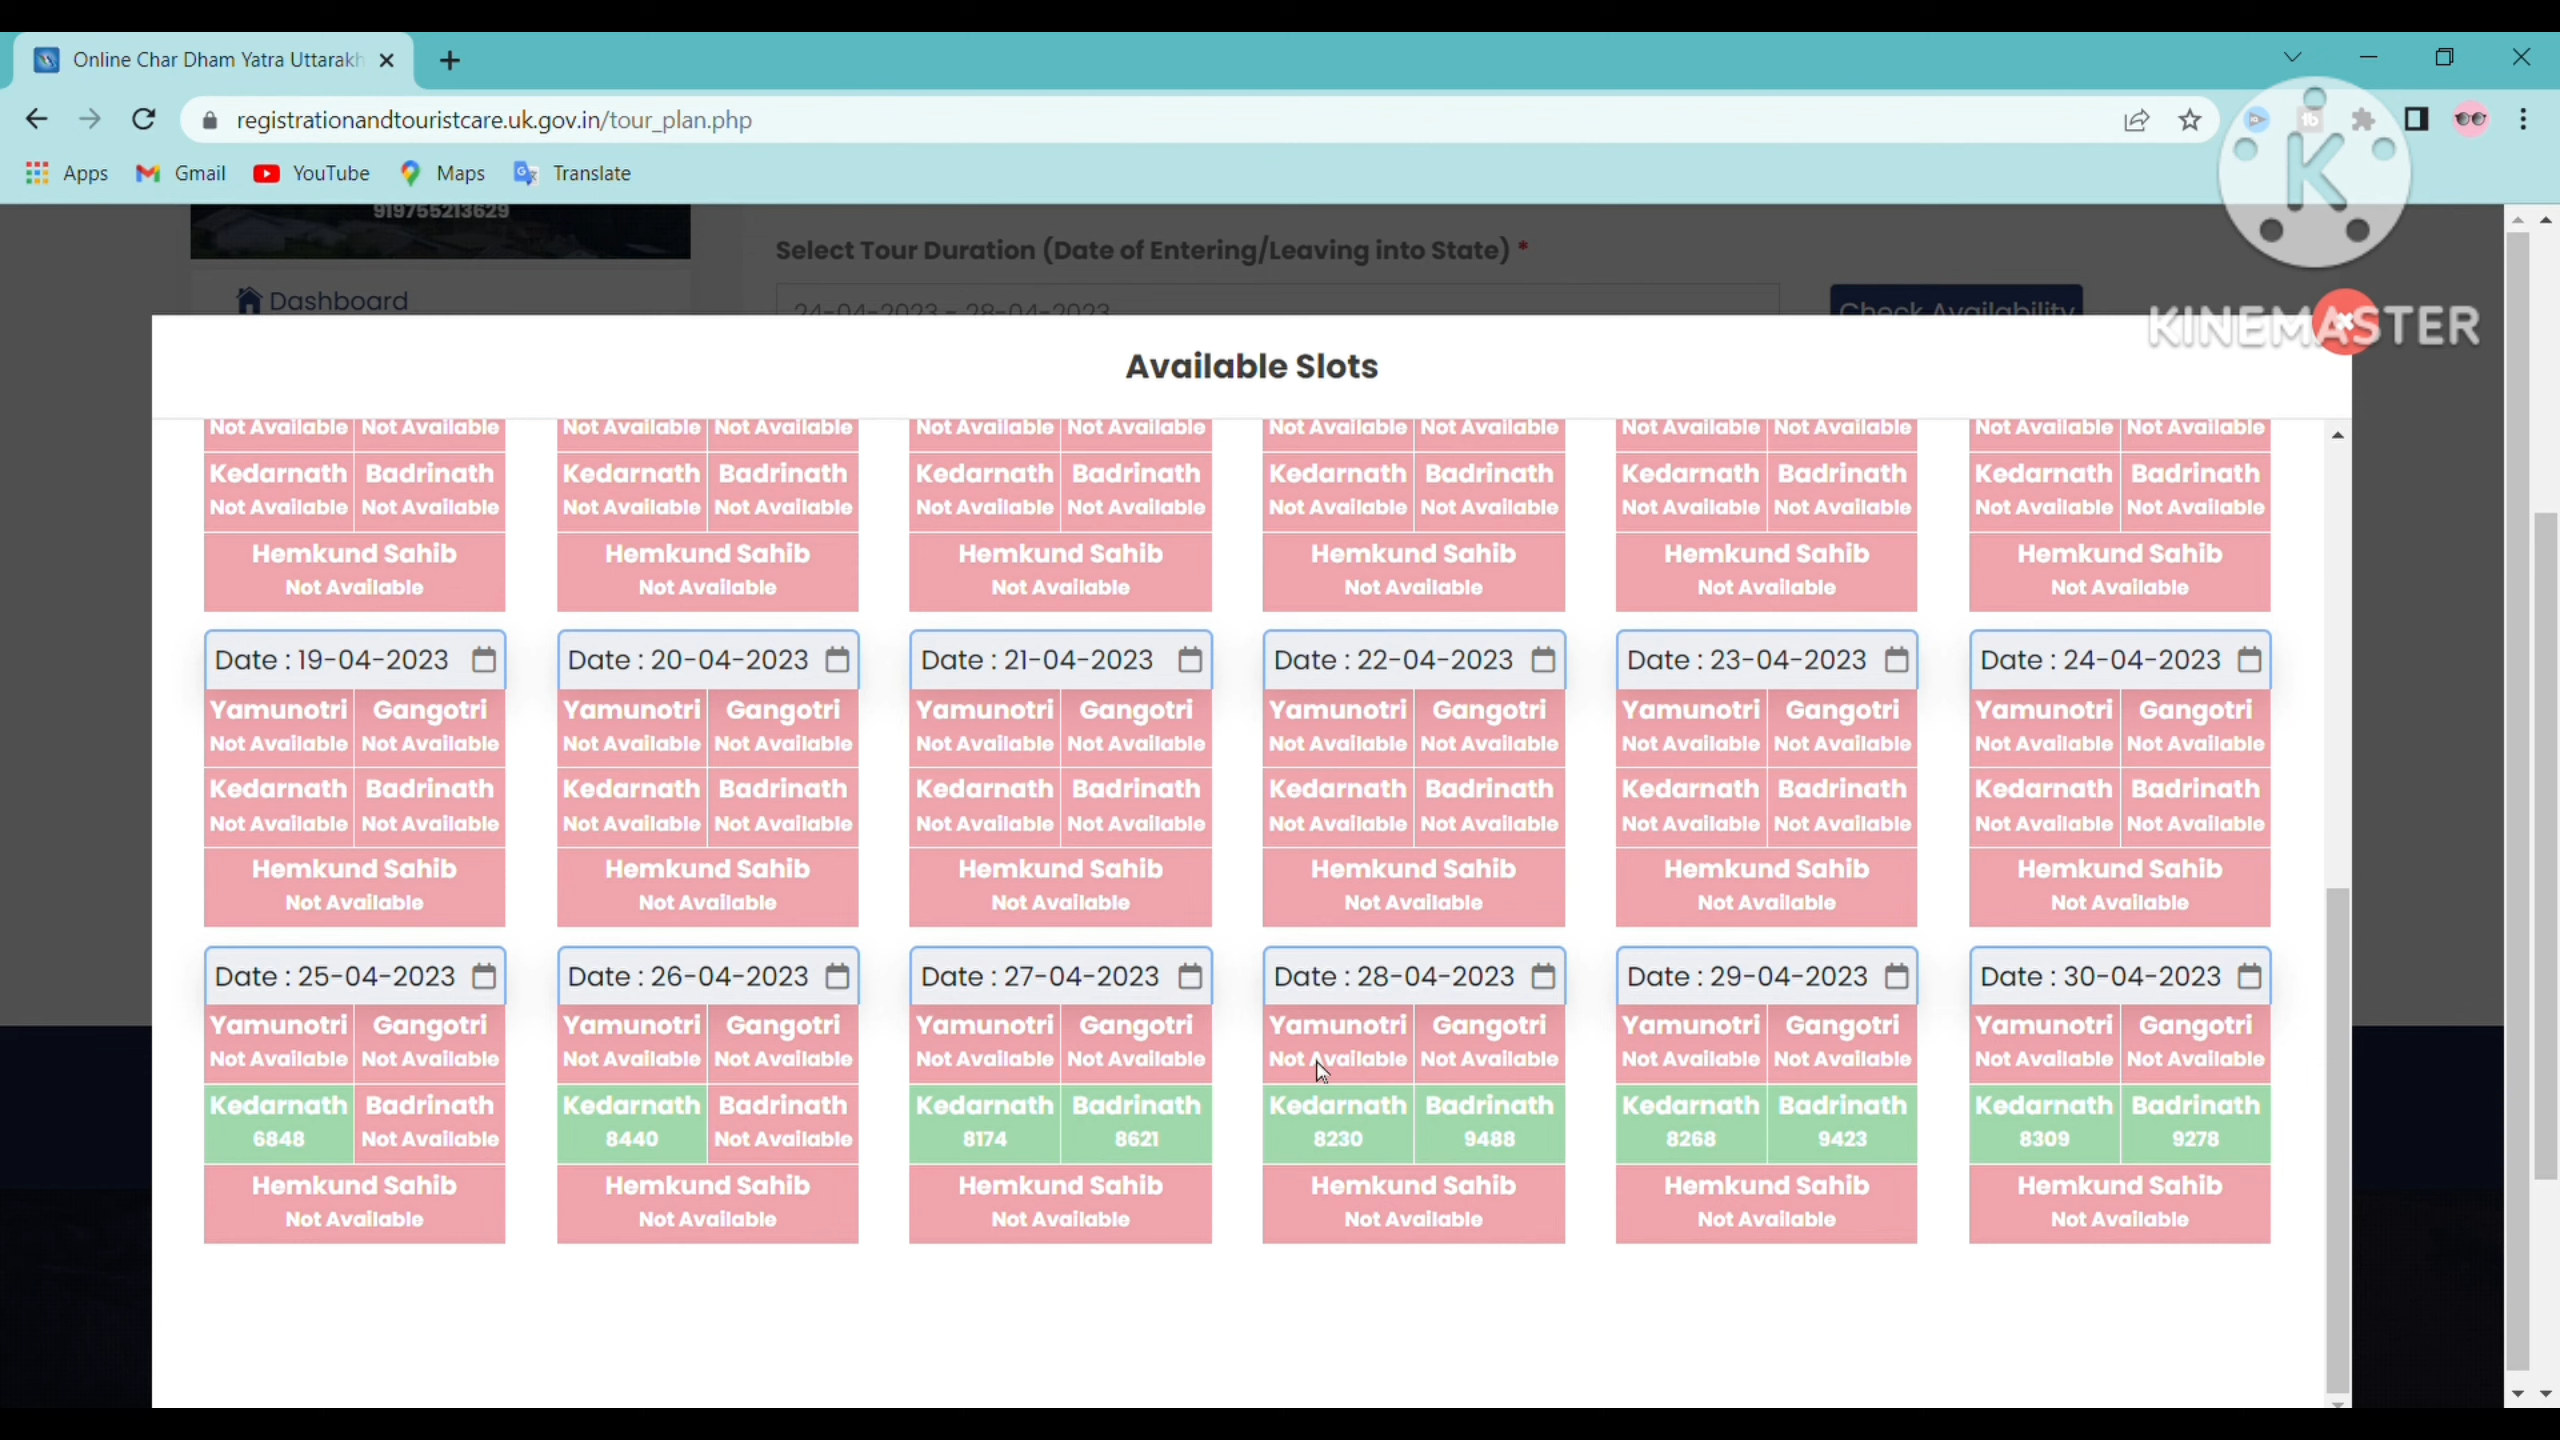 Online Char Dham Yatra Uttarakh
registrationandtouristcare.uk.gov.in/tour_plan.php
Apps Gmail YouTube Maps Translate
919755213629
Select Tour Duration (Date of Entering/Leaving into State) *
Dashboard
24-04-2023 - 28-04-2023
Check Availability
KINEMASTER
Available Slots
Not Available Not Available Not Available Not Available Not Available Not Available Not Available Not Available Not Available Not Available Not Available Not Available
Kedarnath Badrinath Kedarnath Badrinath Kedarnath Badrinath Kedarnath Badrinath Kedarnath Badrinath Kedarnath Badrinath
Not Available Not Available Not Available Not Available Not Available Not Available Not Available Not Available Not Available Not Available Not Available Not Available
Hemkund Sahib Hemkund Sahib Hemkund Sahib Hemkund Sahib Hemkund Sahib Hemkund Sahib
Not Available Not Available Not Available Not Available Not Available Not Available
Date : 19-04-2023 Date : 20-04-2023 Date : 21-04-2023 Date : 22-04-2023 Date : 23-04-2023 Date : 24-04-2023
Yamunotri Gangotri Yamunotri Gangotri Yamunotri Gangotri Yamunotri Gangotri Yamunotri Gangotri Yamunotri Gangotri
Not Available Not Available Not Available Not Available Not Available Not Available Not Available Not Available Not Available Not Available Not Available Not Available
Kedarnath Badrinath Kedarnath Badrinath Kedarnath Badrinath Kedarnath Badrinath Kedarnath Badrinath Kedarnath Badrinath
Not Available Not Available Not Available Not Available Not Available Not Available Not Available Not Available Not Available Not Available Not Available Not Available
Hemkund Sahib Hemkund Sahib Hemkund Sahib Hemkund Sahib Hemkund Sahib Hemkund Sahib
Not Available Not Available Not Available Not Available Not Available Not Available
Date : 25-04-2023 Date : 26-04-2023 Date : 27-04-2023 Date : 28-04-2023 Date : 29-04-2023 Date : 30-04-2023
Yamunotri Gangotri Yamunotri Gangotri Yamunotri Gangotri Yamunotri Gangotri Yamunotri Gangotri Yamunotri Gangotri
Not Available Not Available Not Available Not Available Not Available Not Available Not Available Not Available Not Available Not Available Not Available Not Available
Kedarnath Badrinath Kedarnath Badrinath Kedarnath Badrinath Kedarnath Badrinath Kedarnath Badrinath Kedarnath Badrinath
6848 Not Available 8440 Not Available 8174 8621 8230 9488 8268 9423 8309 9278
Hemkund Sahib Hemkund Sahib Hemkund Sahib Hemkund Sahib Hemkund Sahib Hemkund Sahib
Not Available Not Available Not Available Not Available Not Available Not Available